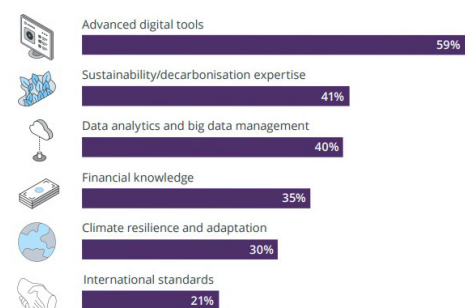 Advanced digital tools
59%
Sustainability/decarbonisation expertise
41%
Data analytics and big data management
40%
Financial knowledge
35%
Climate resilience and adaptation
30%
International standards
21%